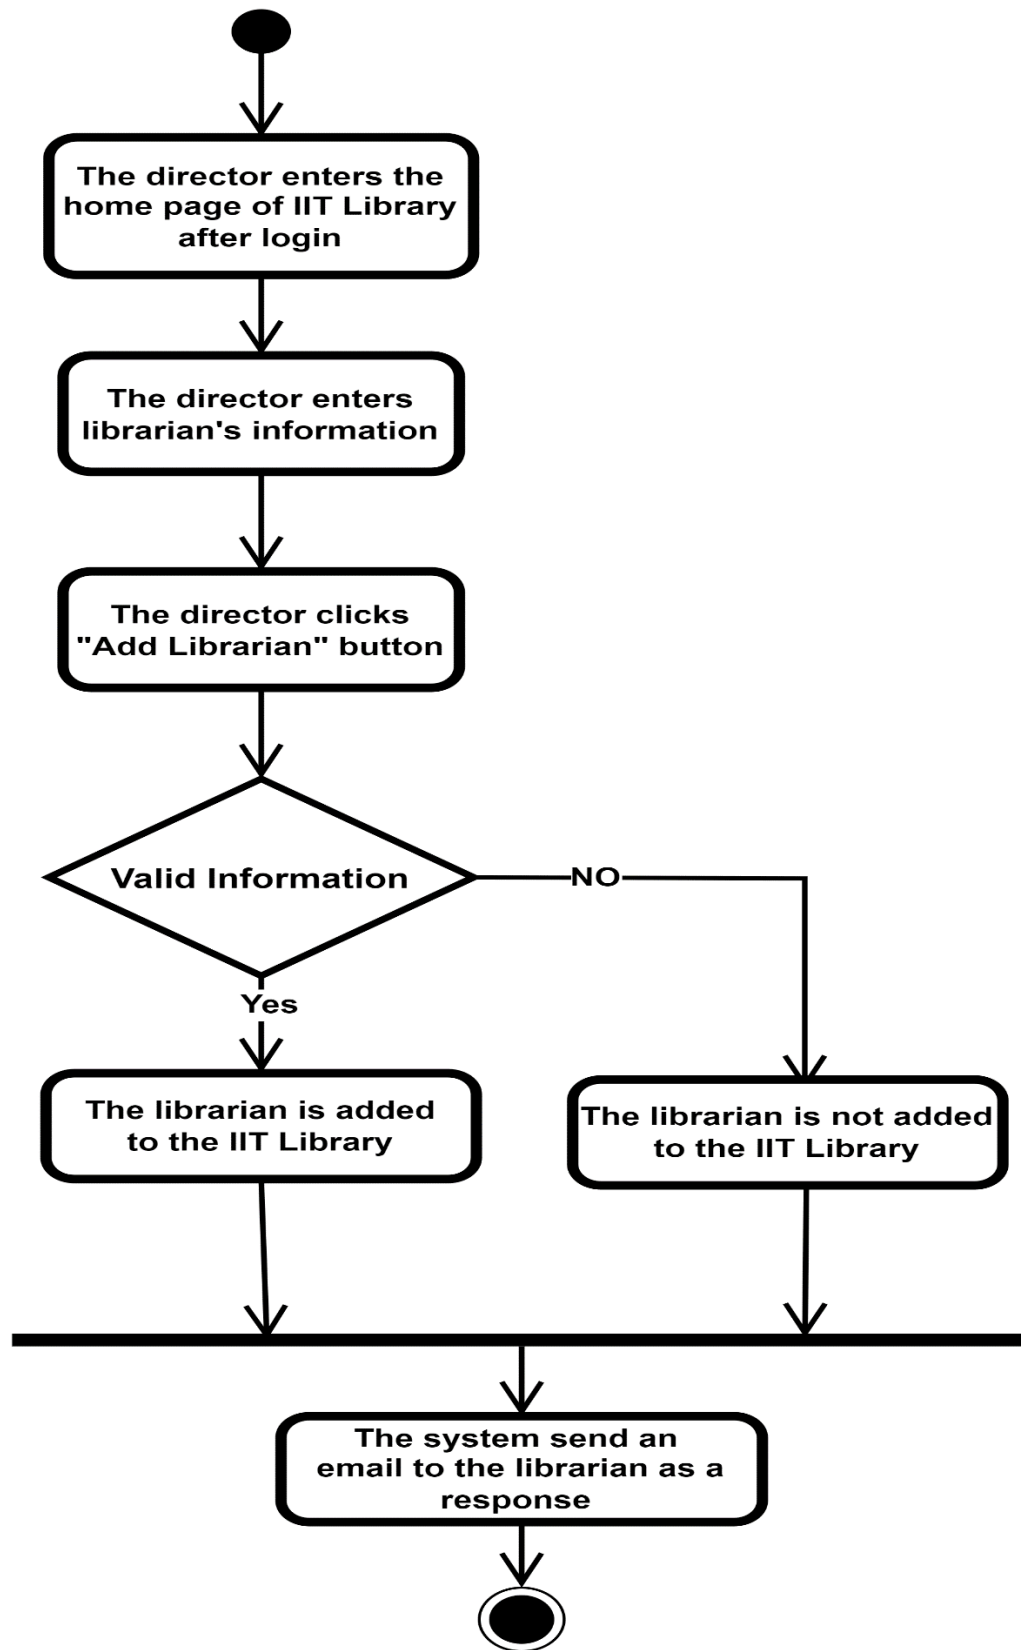 The director enters the
home page of IIT Library
after login
The director enters
librarian's information
The director clicks
"Add Librarian" button
Valid Information
NO
Yes
The librarian is added
to the IIT Library
The librarian is not added
to the IIT Library
The system send an
email to the librarian as a
response